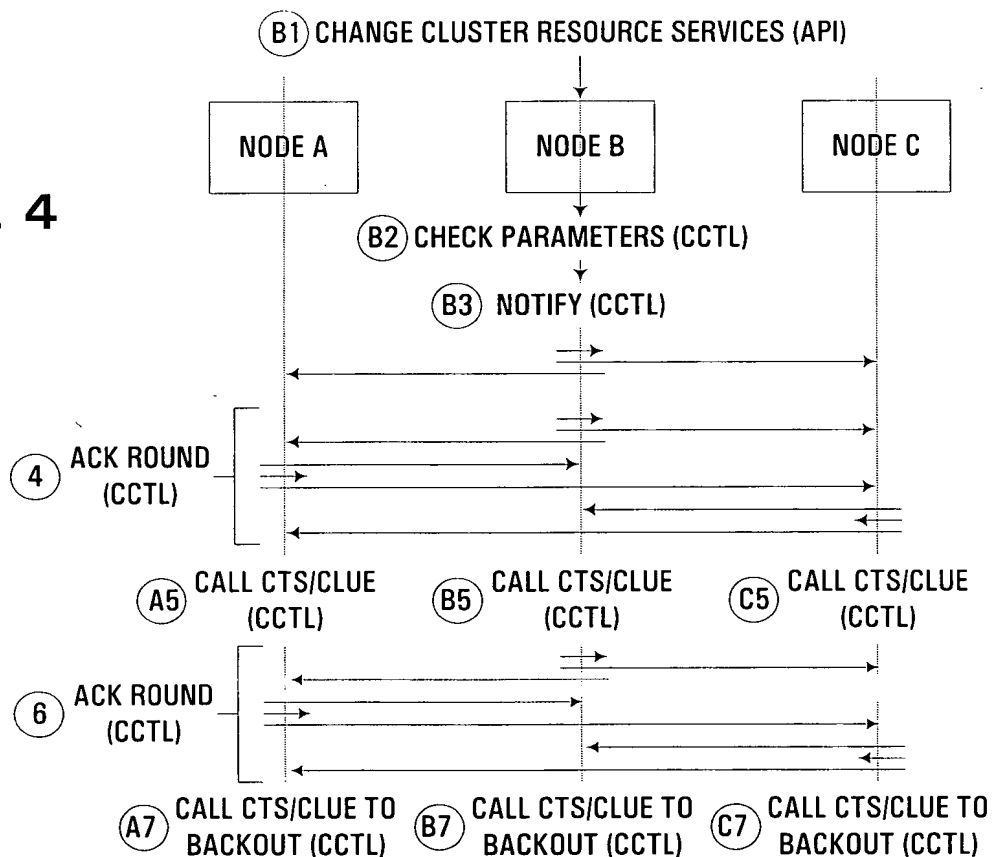 B1 CHANGE CLUSTER RESOURCE SERVICES (API)
NODE A
NODE B
NODE C
4
B2 CHECK PARAMETERS (CCTL)
B3 NOTIFY (CCTL)
4 ACK ROUND
(CCTL)
A5 CALL CTS/CLUE
(CCTL)
B5 CALL CTS/CLUE
(CCTL)
C5 CALL CTS/CLUE
(CCTL)
6 ACK ROUND
(CCTL)
A7 CALL CTS/CLUE TO
BACKOUT (CCTL)
B7 CALL CTS/CLUE TO
BACKOUT (CCTL)
C7 CALL CTS/CLUE TO
BACKOUT (CCTL)